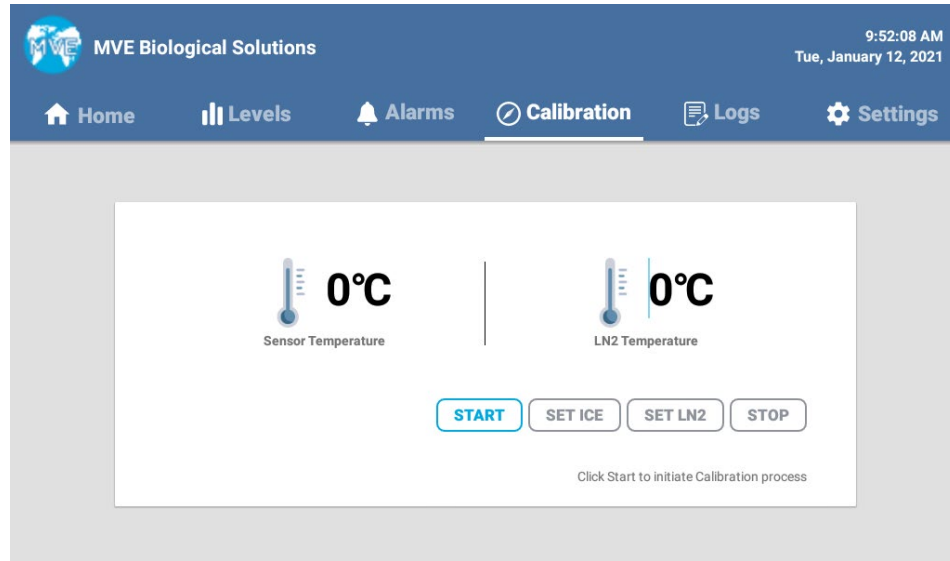 MVE
MVE Biological Solutions
9:52:08 AM
Tue, January 12, 2021
Home
Levels
Alarms
Calibration
Logs
Settings
0°C
Sensor Temperature
0°C
LN2 Temperature
START
SET ICE
SET LN2
STOP
Click Start to initiate Calibration process